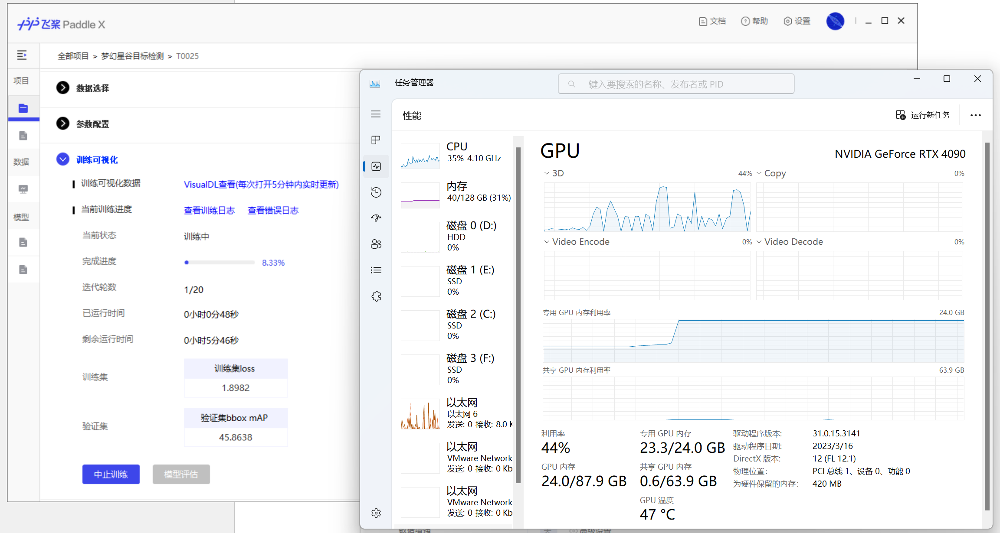 飞桨 Paddle X
文档
帮助
设置
全部项目 > 梦幻星谷目标检测 > T0025
项目
数据
模型
数据选择
参数配置
训练可视化
训练可视化数据
VisualDL查看(每次打开5分钟内实时更新)
当前训练进度
查看训练日志 查看错误日志
当前状态
训练中
完成进度
8.33%
迭代轮数
1/20
已运行时间
0小时0分48秒
剩余运行时间
0小时5分46秒
训练集
训练集loss
1.8982
验证集
验证集bbox mAP
45.8638
中止训练
模型评估
任务管理器
键入要搜索的名称、发布者或 PID
性能
运行新任务
CPU
35% 4.10 GHz
内存
40/128 GB (31%)
磁盘 0 (D:)
HDD
0%
磁盘 1 (E:)
SSD
0%
磁盘 2 (C:)
SSD
0%
磁盘 3 (F:)
SSD
0%
以太网
以太网 6
发送: 0 接收: 8.0 K
以太网
VMware Network
发送: 0 接收: 0 Kb
以太网
VMware Network
发送: 0 接收: 0 Kb
GPU
NVIDIA GeForce RTX 4090
3D 44%
Copy 0%
Video Encode 0%
Video Decode 0%
专用 GPU 内存利用率 24.0 GB
共享 GPU 内存利用率 63.9 GB
利用率
44%
专用 GPU 内存
23.3/24.0 GB
GPU 内存
24.0/87.9 GB
共享 GPU 内存
0.6/63.9 GB
GPU 温度
47 °C
驱动程序版本: 31.0.15.3141
驱动程序日期: 2023/3/16
DirectX 版本: 12 (FL 12.1)
物理位置: PCI 总线 1、设备 0、功能 0
为硬件保留的内存: 420 MB
数据增强
高级设置